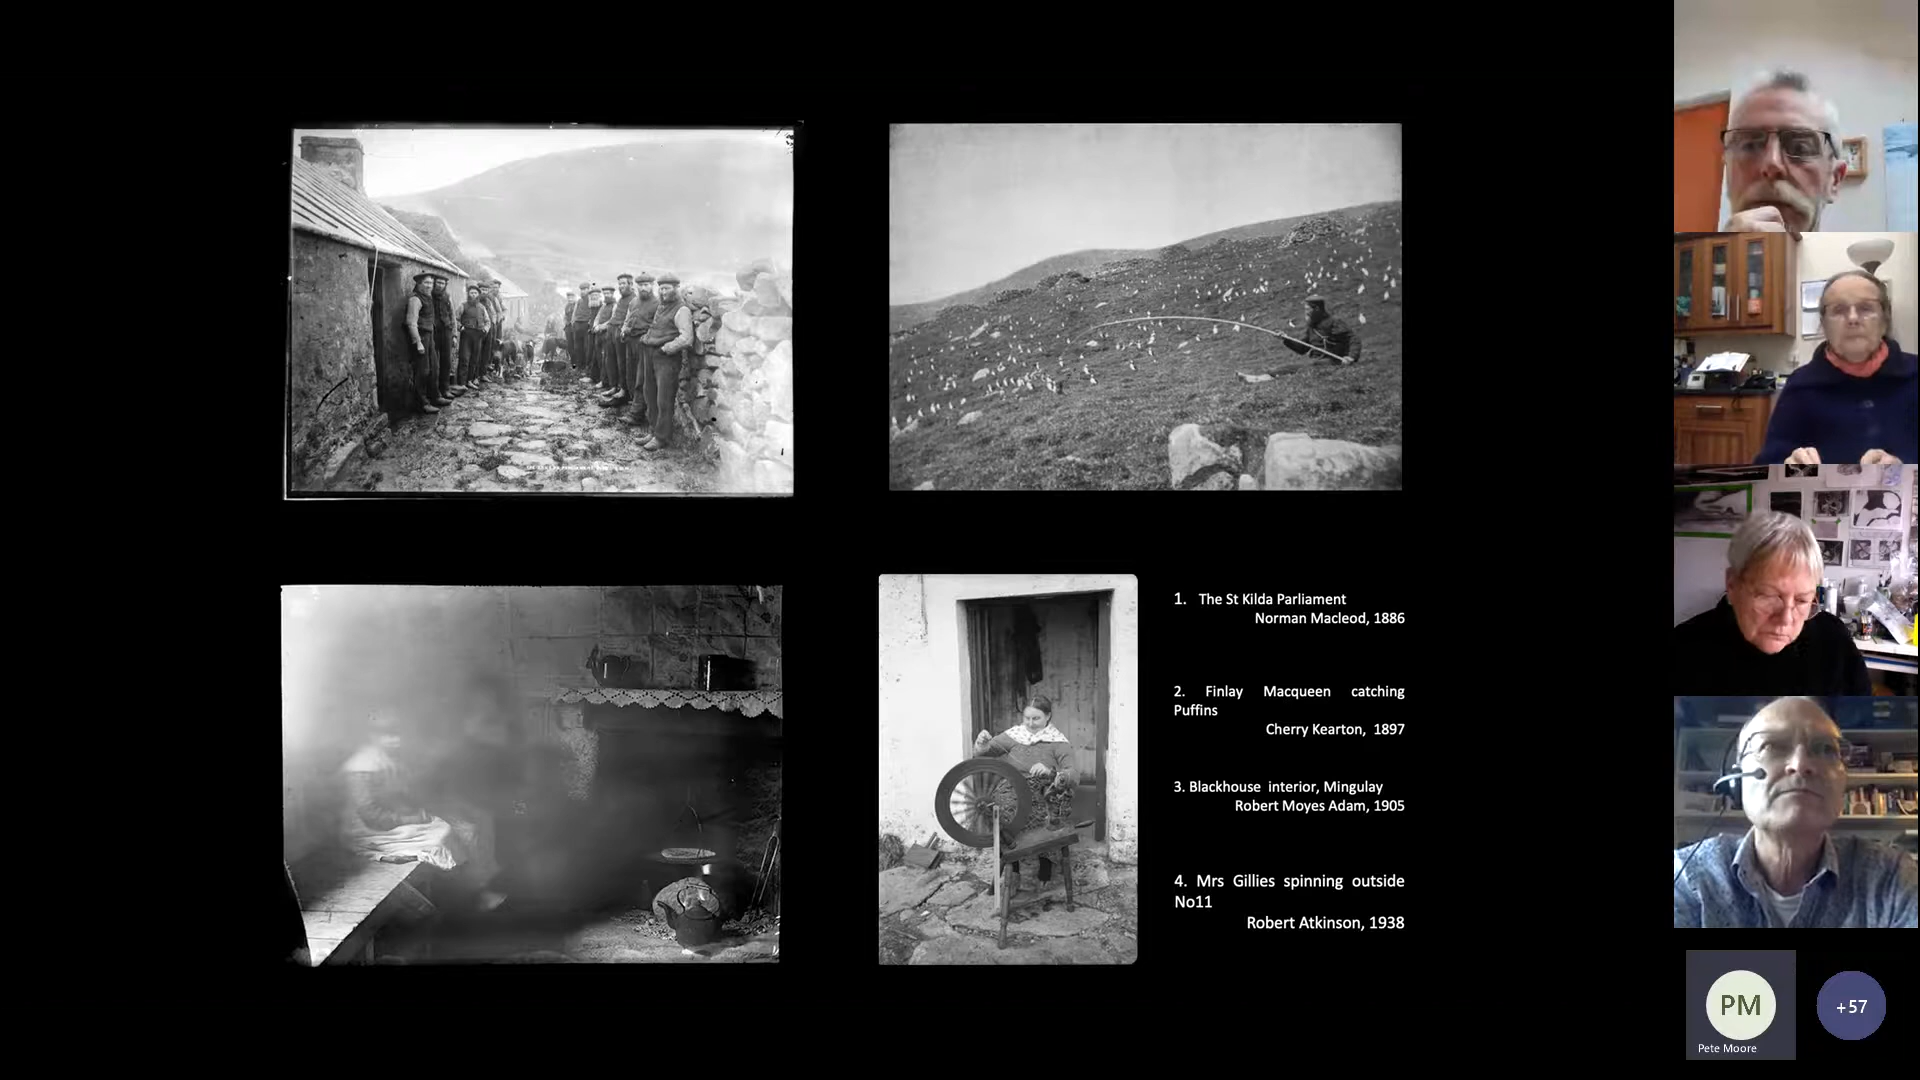 1. The St Kilda Parliament
Norman Macleod, 1886
2. Finlay Macqueen catching
Puffins
Cherry Kearton, 1897
3. Blackhouse interior, Mingulay
Robert Moyes Adam, 1905
4. Mrs Gillies spinning outside
No11
Robert Atkinson, 1938
PM
Pete Moore
+57